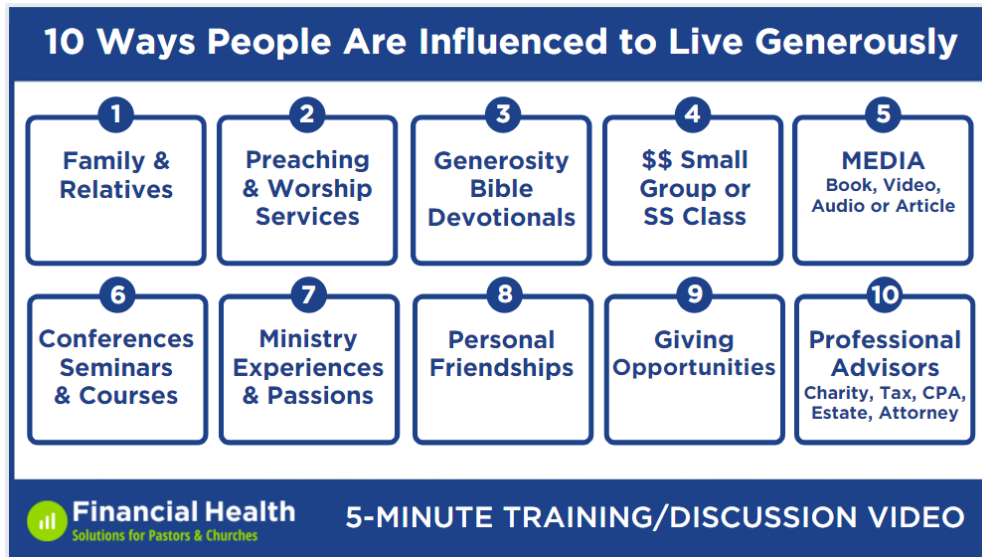 10 Ways People Are Influenced to Live Generously
1
Family &
Relatives
2
Preaching
& Worship
Services
3
Generosity
Bible
Devotionals
4
$$ Small
Group or
SS Class
5
MEDIA
Book, Video,
Audio or Article
6
Conferences
Seminars
& Courses
7
Ministry
Experiences
& Passions
8
Personal
Friendships
9
Giving
Opportunities
10
Professional
Advisors
Charity, Tax, CPA,
Estate, Attorney
Financial Health
Solutions for Pastors & Churches
5-MINUTE TRAINING/DISCUSSION VIDEO